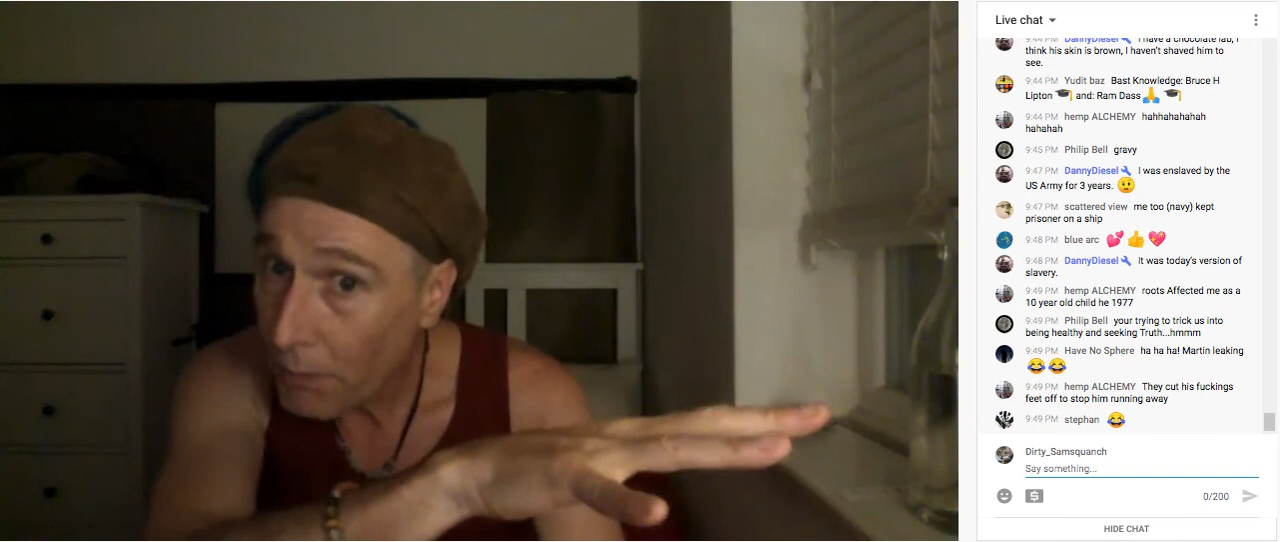 Live chat
9:44 PM DannyDiesel I have a chocolate lab, I
think his skin is brown, I haven't shaved him to
see.
9:44 PM Yudit baz Bast Knowledge: Bruce H
Lipton 🎓 and: Ram Dass 🙏 🎓
9:44 PM hemp ALCHEMY hahhahahahah
hahahah
9:45 PM Philip Bell gravy
9:47 PM DannyDiesel I was enslaved by the
US Army for 3 years. 😲
9:47 PM scattered view me too (navy) kept
prisoner on a ship
9:48 PM blue arc 💕 👍 💖
9:48 PM DannyDiesel It was today's version of
slavery.
9:49 PM hemp ALCHEMY roots Affected me as a
10 year old child he 1977
9:49 PM Philip Bell your trying to trick us into
being healthy and seeking Truth...hmmm
9:49 PM Have No Sphere ha ha ha! Martin leaking
😂😂
9:49 PM hemp ALCHEMY They cut his fuckings
feet off to stop him running away
9:49 PM stephan 😂
Dirty_Samsquanch
Say something...
0/200
HIDE CHAT